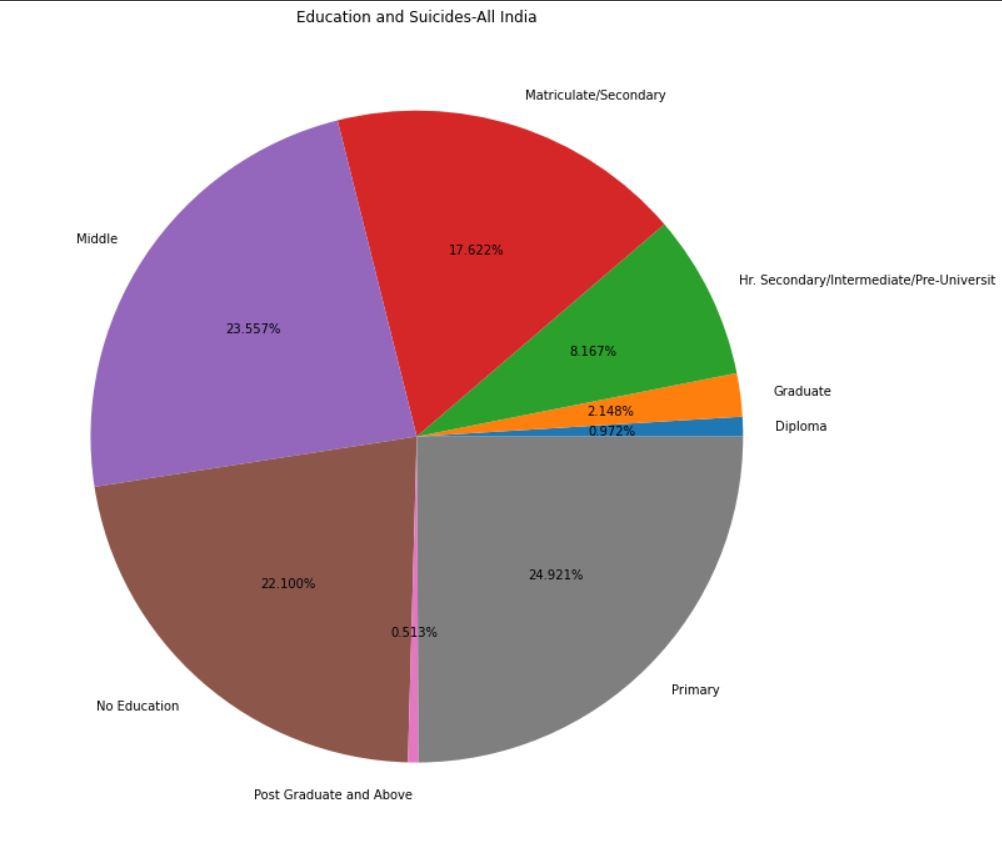 Education and Suicides-All India
Matriculate/Secondary
Middle
17.622%
Hr. Secondary/Intermediate/Pre-Universit
23.557%
8.167%
Graduate
2.148%
Diploma
0.972%
24.921%
22.100%
0.513%
Primary
No Education
Post Graduate and Above